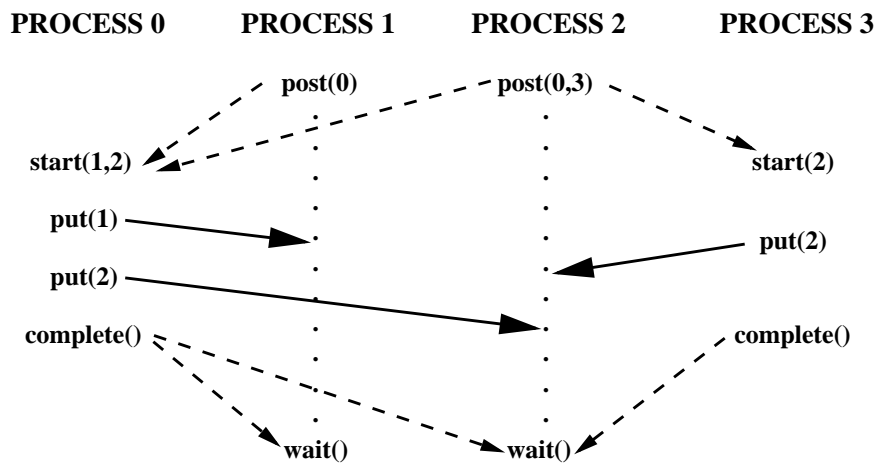 PROCESS 0 PROCESS 1 PROCESS 2 PROCESS 3
post(0) post(0,3)
start(1,2) start(2)
put(1)
put(2)
put(2)
complete() complete()
wait() wait()